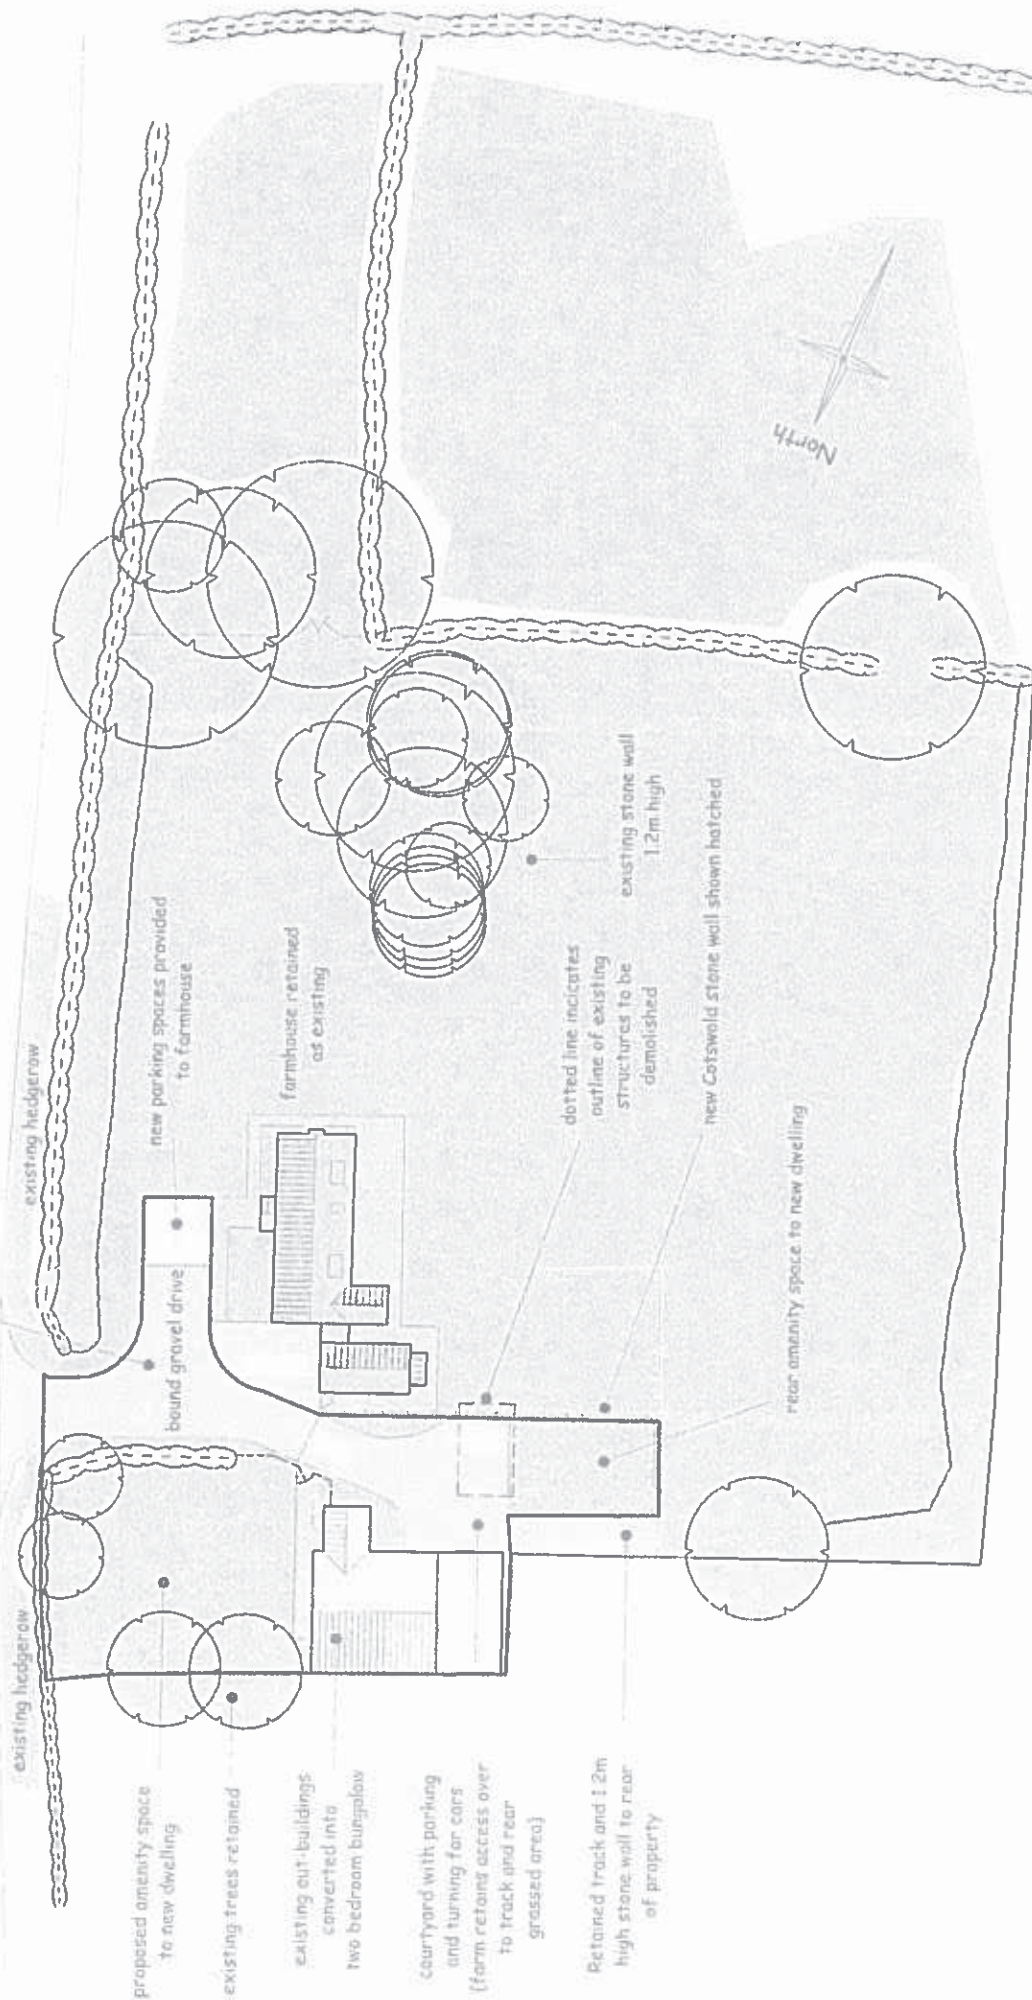 existing hedgerow
existing hedgerow
new parking spaces provided
to farmhouse
bound gravel drive
farmhouse retained
as existing
existing stone wall
1.2m high
dotted line incicates
outline of existing
structures to be
demolished
new Cotswold stone wall shown hatched
rear amenity space to new dwelling
North
proposed amenity space
to new dwelling
existing trees retained
existing out-buildings
converted into
two bedroom bungalow
courtyard with parking
and turning for cars
(farm retains access over
to track and rear
grassed area)
Retained track and 1.2m
high stone wall to rear
of property